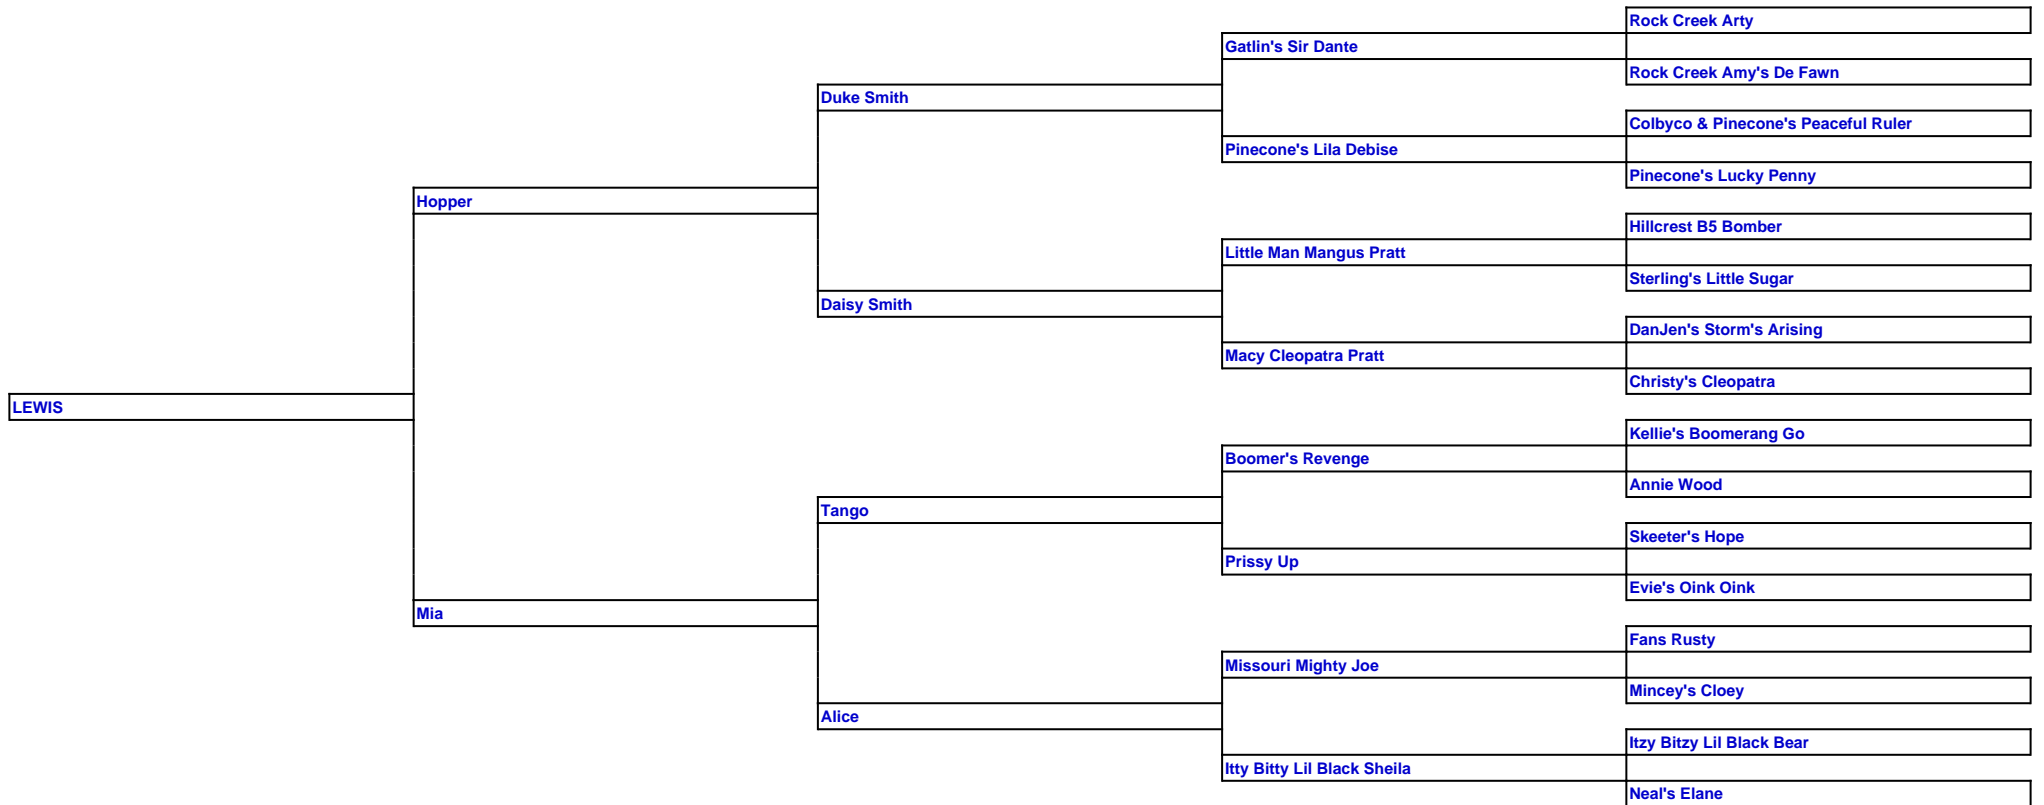 Rock Creek Arty
Gatlin's Sir Dante
Rock Creek Amy's De Fawn
Duke Smith
Colbyco & Pinecone's Peaceful Ruler
Pinecone's Lila Debise
Pinecone's Lucky Penny
Hopper
Hillcrest B5 Bomber
Little Man Mangus Pratt
Sterling's Little Sugar
Daisy Smith
DanJen's Storm's Arising
Macy Cleopatra Pratt
Christy's Cleopatra
LEWIS
Kellie's Boomerang Go
Boomer's Revenge
Annie Wood
Tango
Skeeter's Hope
Prissy Up
Evie's Oink Oink
Mia
Fans Rusty
Missouri Mighty Joe
Mincey's Cloey
Alice
Itzy Bitzy Lil Black Bear
Itty Bitty Lil Black Sheila
Neal's Elane